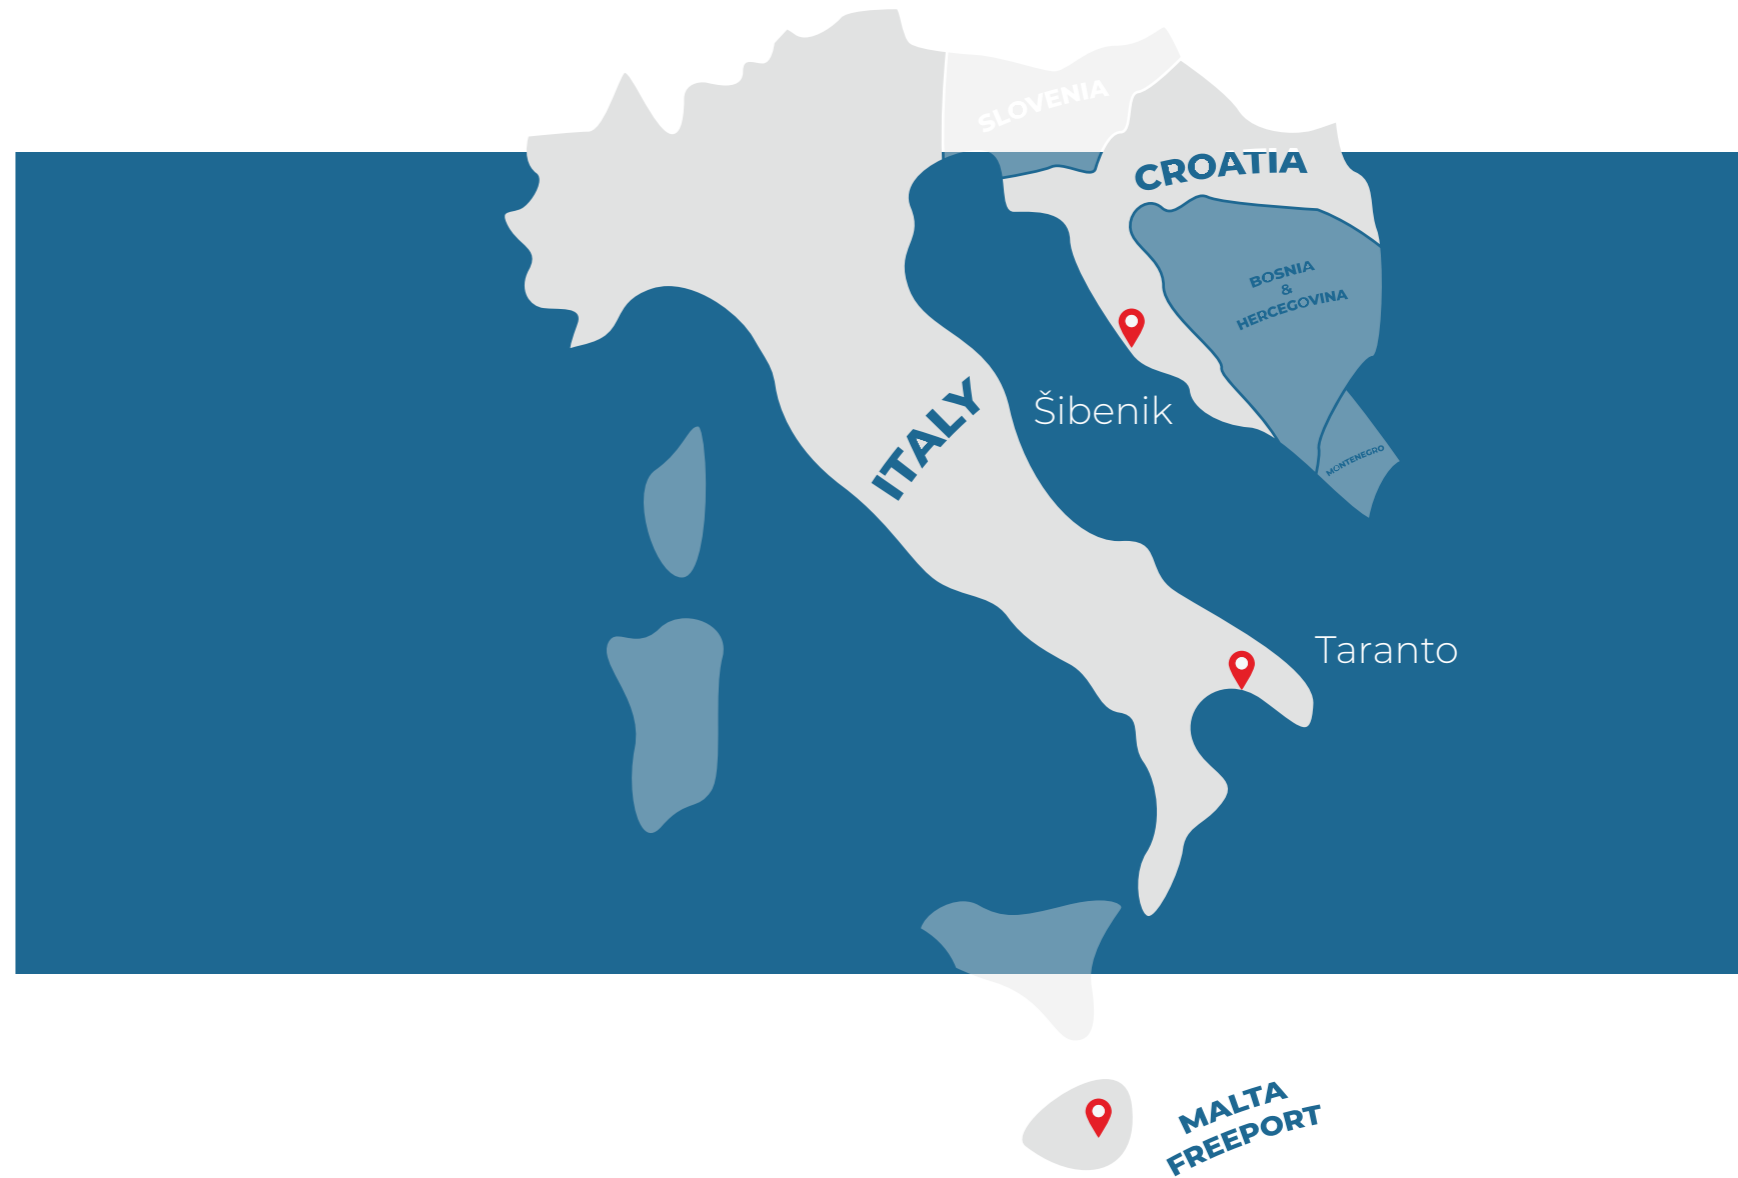 SLOVENIA
CROATIA
BOSNIA
&
HERCEGOVINA
ITALY
Šibenik
MONTENEGRO
Taranto
MALTA
FREEPORT